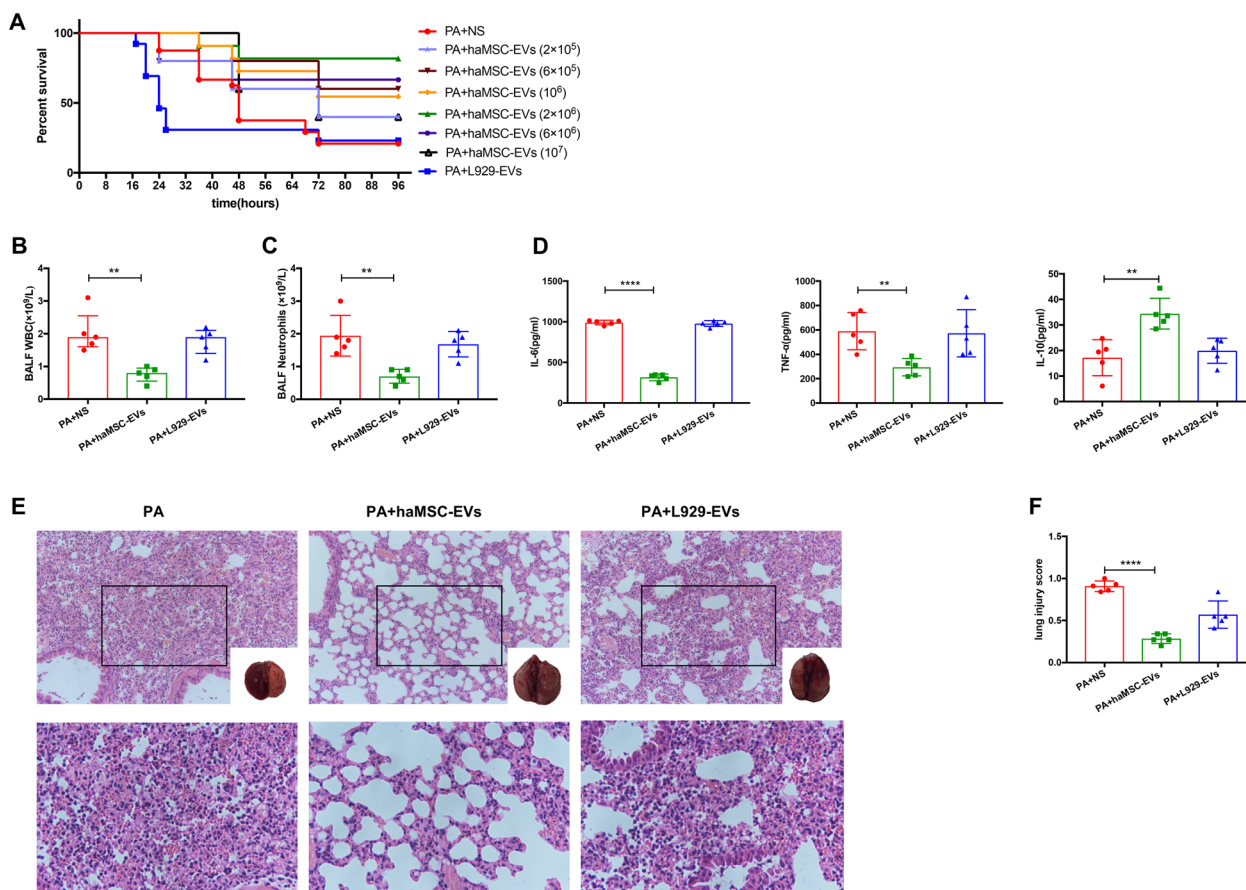 A
Percent survival
100
50
0
0 8 16 24 32 40 48 56 64 72 80 88 96
time(hours)
PA+NS
PA+haMSC-EVs (2×10⁵)
PA+haMSC-EVs (6×10⁵)
PA+haMSC-EVs (10⁶)
PA+haMSC-EVs (2×10⁶)
PA+haMSC-EVs (6×10⁶)
PA+haMSC-EVs (10⁷)
PA+L929-EVs
B
BALF WBC(×10⁹/L)
4
3
2
1
0
**
PA+NS
PA+haMSC-EVs
PA+L929-EVs
C
BALF Neutrophils (×10⁹/L)
4
3
2
1
0
**
PA+NS
PA+haMSC-EVs
PA+L929-EVs
D
IL-6(pg/ml)
1500
1000
500
0
****
PA+NS
PA+haMSC-EVs
PA+L929-EVs
TNF-α(pg/ml)
1000
800
600
400
200
0
**
PA+NS
PA+haMSC-EVs
PA+L929-EVs
IL-10(pg/ml)
50
40
30
20
10
0
**
PA+NS
PA+haMSC-EVs
PA+L929-EVs
E
PA
PA+haMSC-EVs
PA+L929-EVs
F
lung injury score
1.5
1.0
0.5
0.0
****
PA+NS
PA+haMSC-EVs
PA+L929-EVs